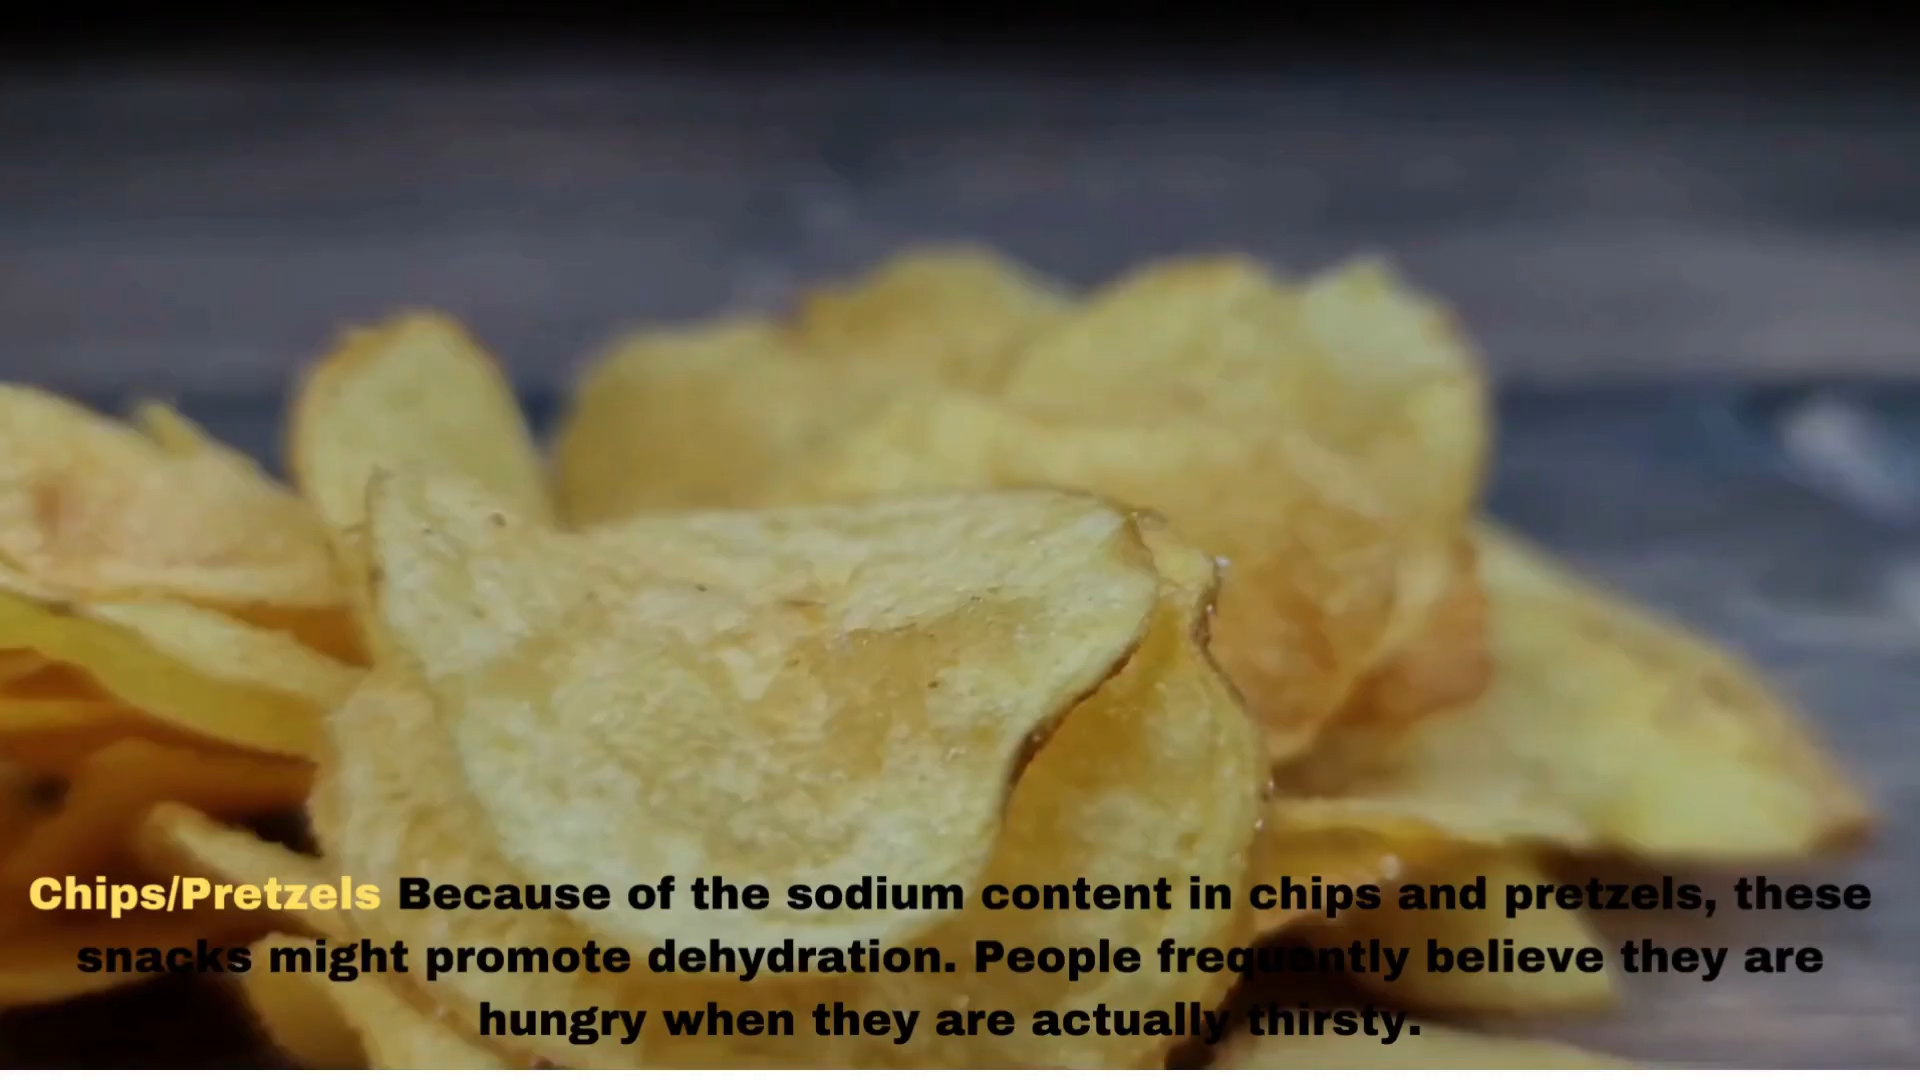 Chips/Pretzels Because of the sodium content in chips and pretzels, these
snacks might promote dehydration. People frequently believe they are
hungry when they are actually thirsty.